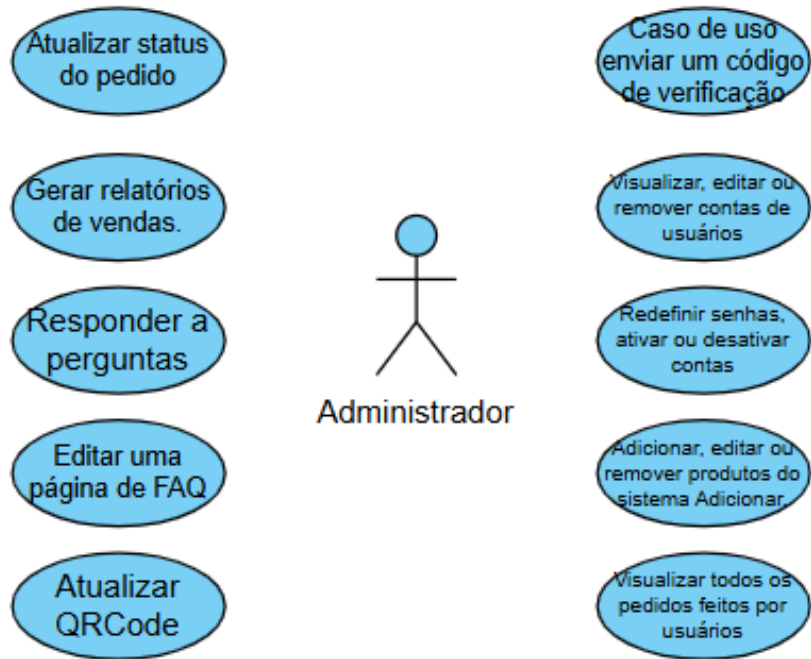 Atualizar status
do pedido
Gerar relatórios
de vendas.
Responder a
perguntas
Editar uma
página de FAQ
Atualizar
QRCode
Administrador
Caso de uso
enviar um código
de verificação
Visualizar, editar ou
remover contas de
usuários
Redefinir senhas,
ativar ou desativar
contas
Adicionar, editar ou
remover produtos do
sistema Adicionar,
Visualizar todos os
pedidos feitos por
usuários